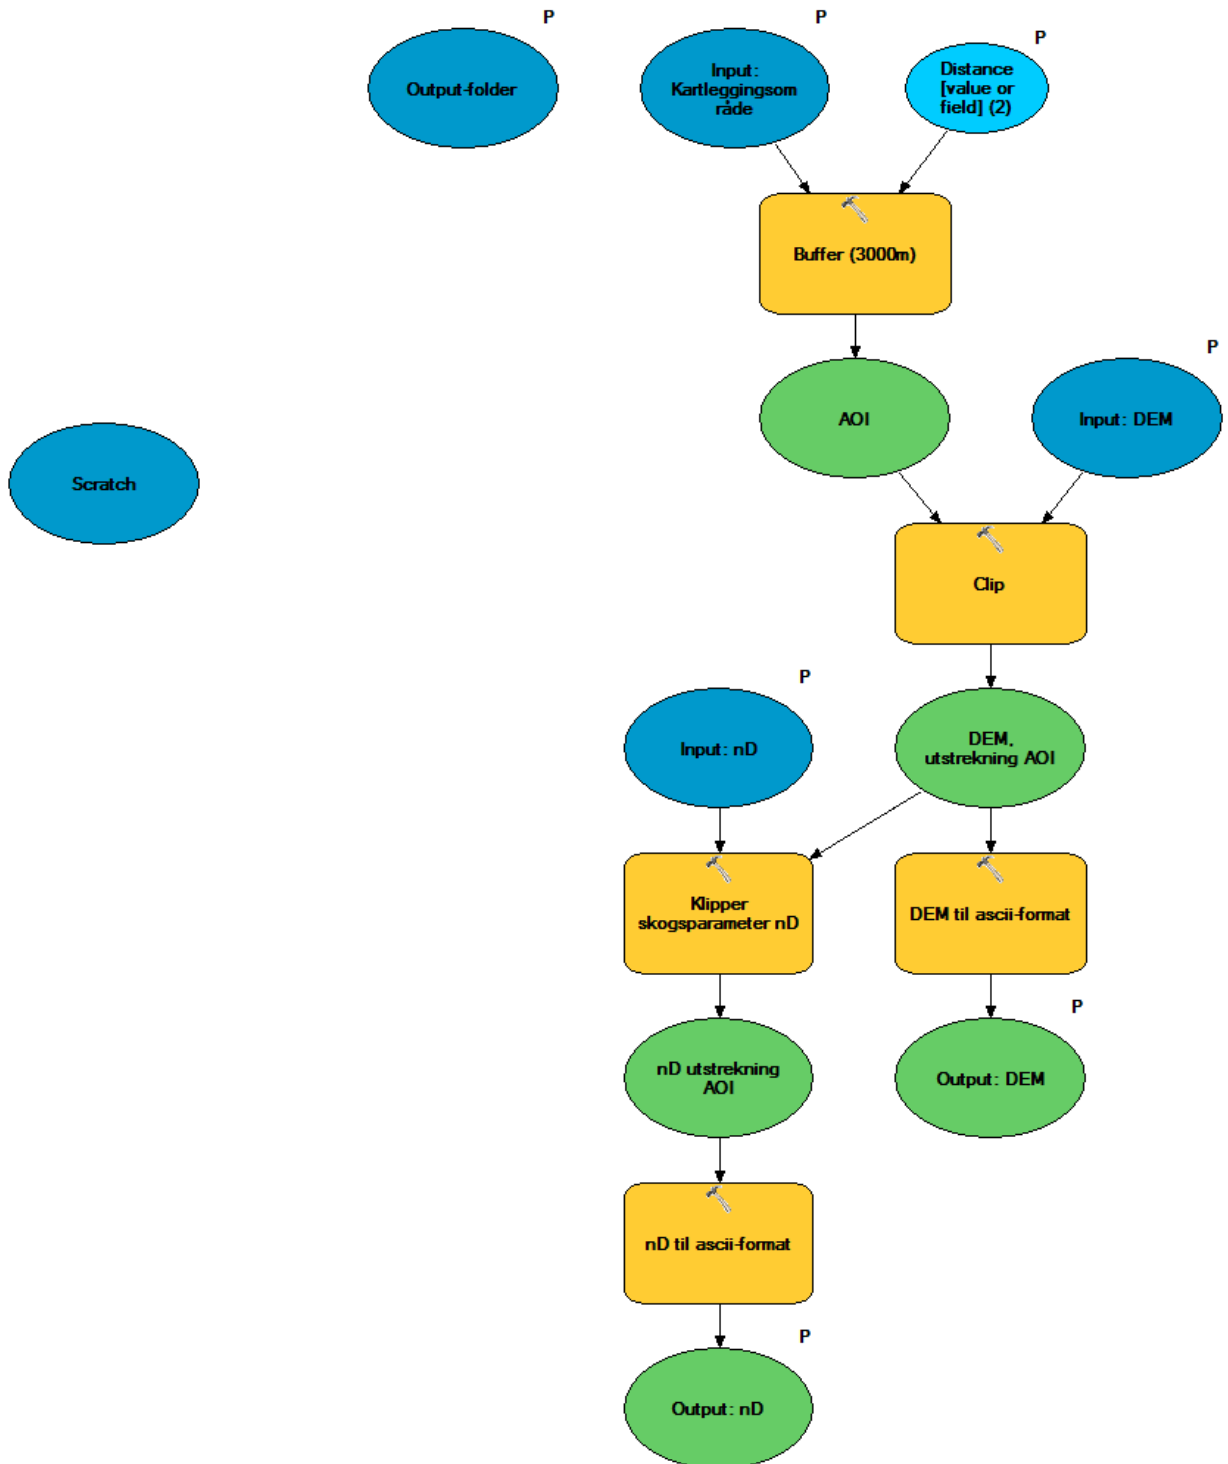 P
P
P
Output-folder
Input:
Kartleggingsom
råde
Distance
[value or
field] (2)
Buffer (3000m)
P
AOI
Input: DEM
Scratch
Clip
P
Input: nD
DEM,
utstrekning AOI
Klipper
skogsparameter nD
DEM til ascii-format
P
nD utstrekning
AOI
Output: DEM
nD til ascii-format
P
Output: nD